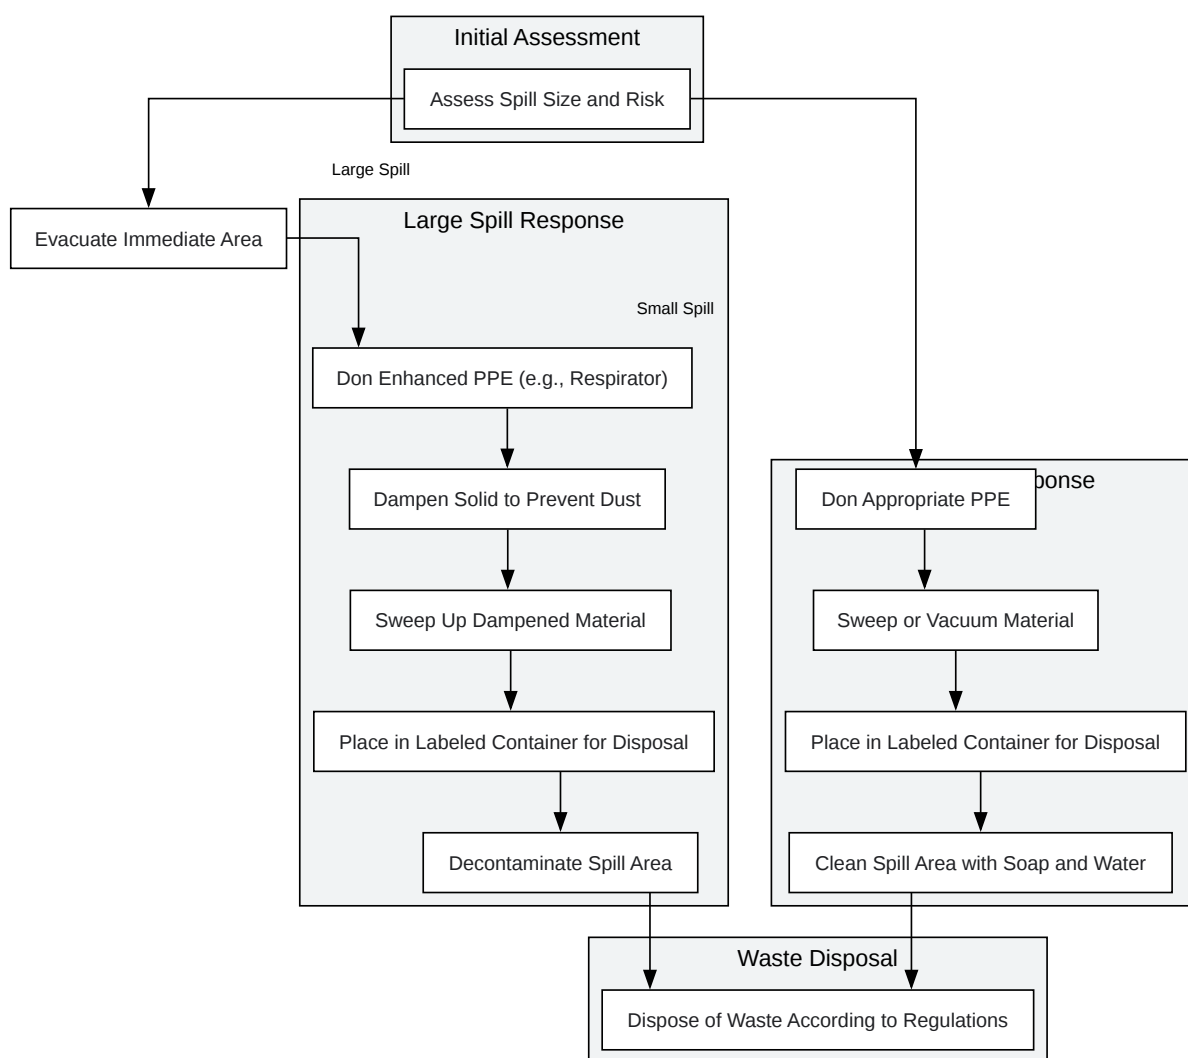 Initial Assessment
Assess Spill Size and Risk
Large Spill
Evacuate Immediate Area
Large Spill Response
Small Spill
Don Enhanced PPE (e.g., Respirator)
Dampen Solid to Prevent Dust
Sweep Up Dampened Material
Place in Labeled Container for Disposal
Decontaminate Spill Area
ponse
Don Appropriate PPE
Sweep or Vacuum Material
Place in Labeled Container for Disposal
Clean Spill Area with Soap and Water
Waste Disposal
Dispose of Waste According to Regulations